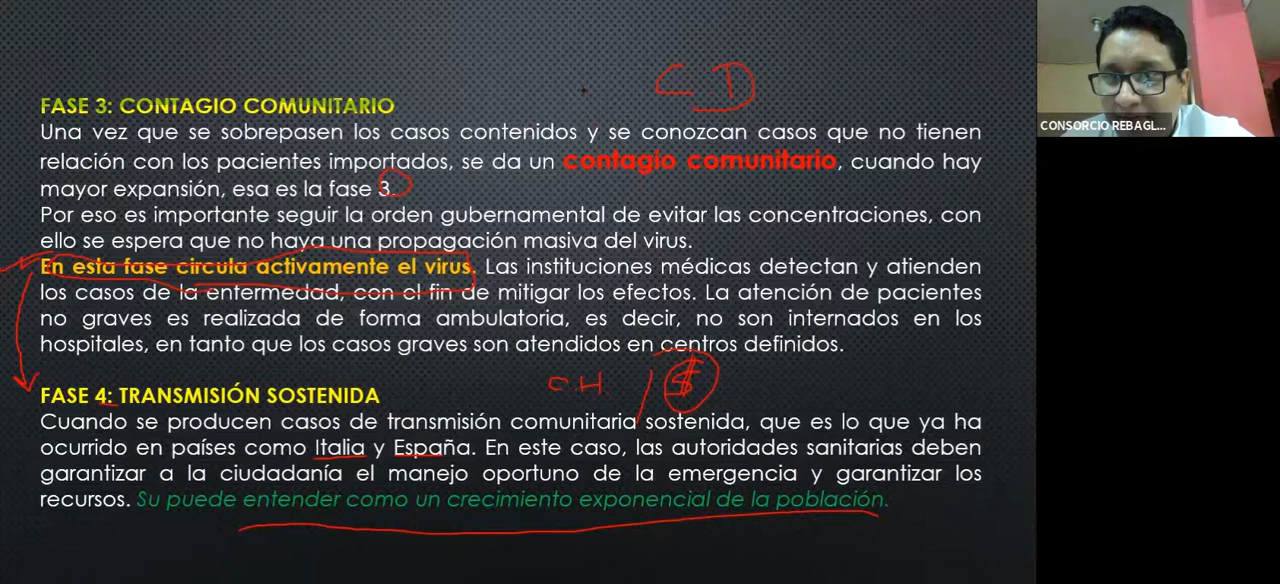 C D
CONSORCIO REBAGL...
FASE 3: CONTAGIO COMUNITARIO
Una vez que se sobrepasen los casos contenidos y se conozcan casos que no tienen
relación con los pacientes importados, se da un contagio comunitario, cuando hay
mayor expansión, esa es la fase 3.
Por eso es importante seguir la orden gubernamental de evitar las concentraciones, con
ello se espera que no haya una propagación masiva del virus.
En esta fase circula activamente el virus. Las instituciones médicas detectan y atienden
los casos de la enfermedad, con el fin de mitigar los efectos. La atención de pacientes
no graves es realizada de forma ambulatoria, es decir, no son internados en los
hospitales, en tanto que los casos graves son atendidos en centros definidos.
C.H. / $
FASE 4: TRANSMISIÓN SOSTENIDA
Cuando se producen casos de transmisión comunitaria sostenida, que es lo que ya ha
ocurrido en países como Italia y España. En este caso, las autoridades sanitarias deben
garantizar a la ciudadanía el manejo oportuno de la emergencia y garantizar los
recursos. Su puede entender como un crecimiento exponencial de la población.